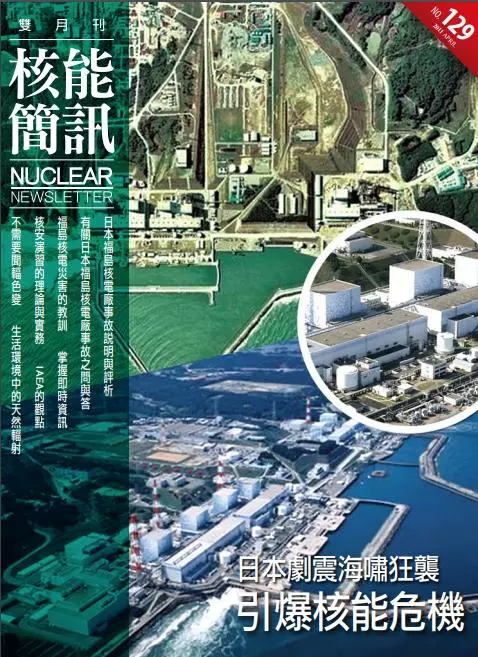 雙月刊
核能
簡訊
NUCLEAR
NEWSLETTER
NO.129
2011 APRIL
日本福島核電廠事故說明與評析
有關日本福島核電廠事故之問與答
福島核電災害的教訓 掌握即時資訊
核安演習的理論與實務 IAEA的觀點
不需要聞輻色變 生活環境中的天然輻射
日本劇震海嘯狂襲
引爆核能危機